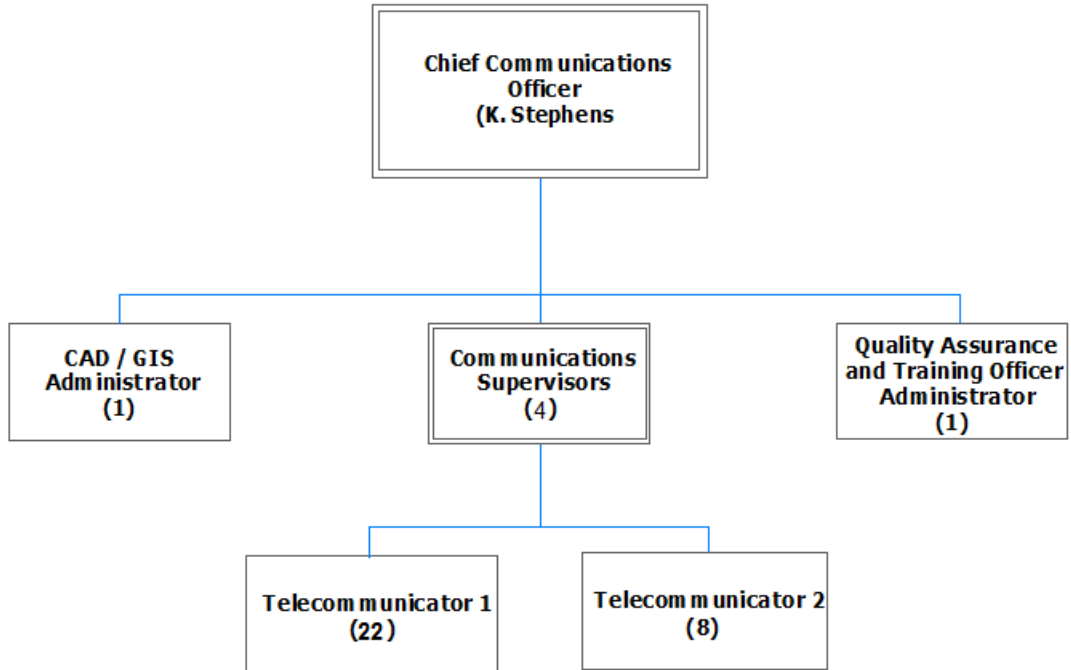 Chief Communications
Officer
(K. Stephens
CAD / GIS
Administrator
(1)
Communications
Supervisors
(4)
Quality Assurance
and Training Officer
Administrator
(1)
Telecommunicator 1
(22)
Telecommunicator 2
(8)